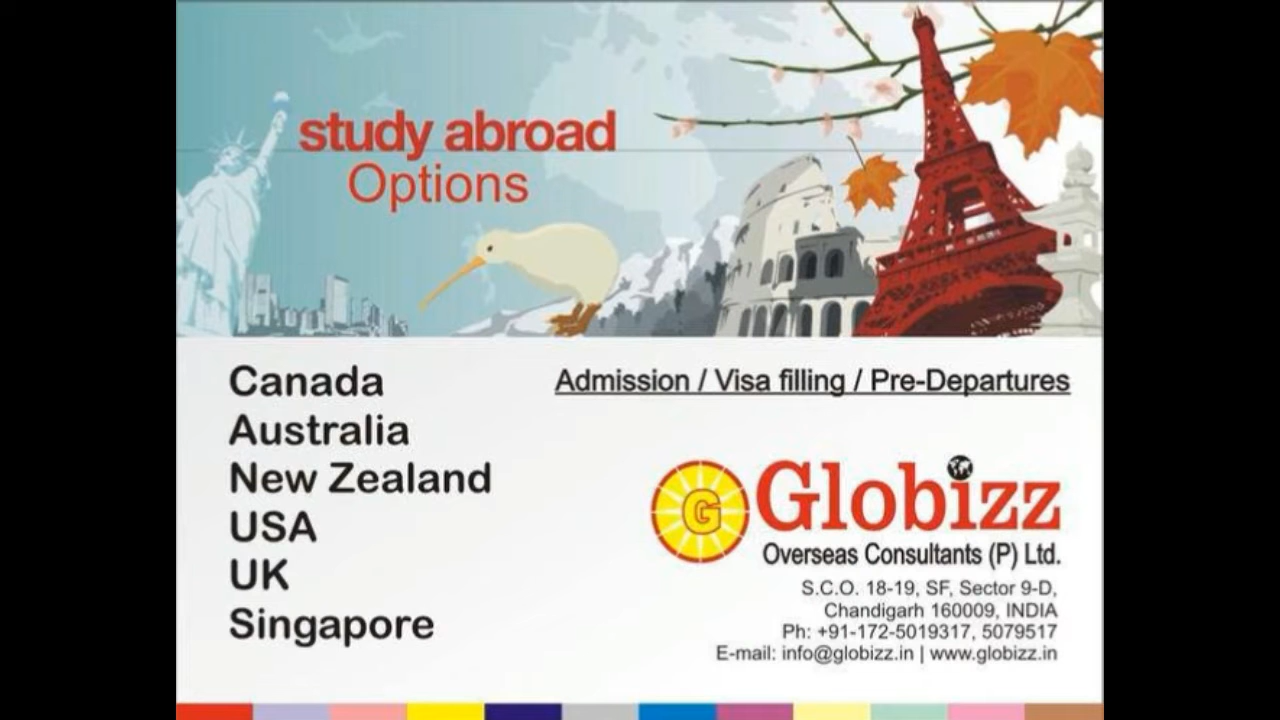 study abroad
Options
Canada
Australia
New Zealand
USA
UK
Singapore
Admission / Visa filling / Pre-Departures
G
Globizz
Overseas Consultants (P) Ltd.
S.C.O. 18-19, SF, Sector 9-D,
Chandigarh 160009, INDIA
Ph: +91-172-5019317, 5079517
E-mail: info@globizz.in | www.globizz.in